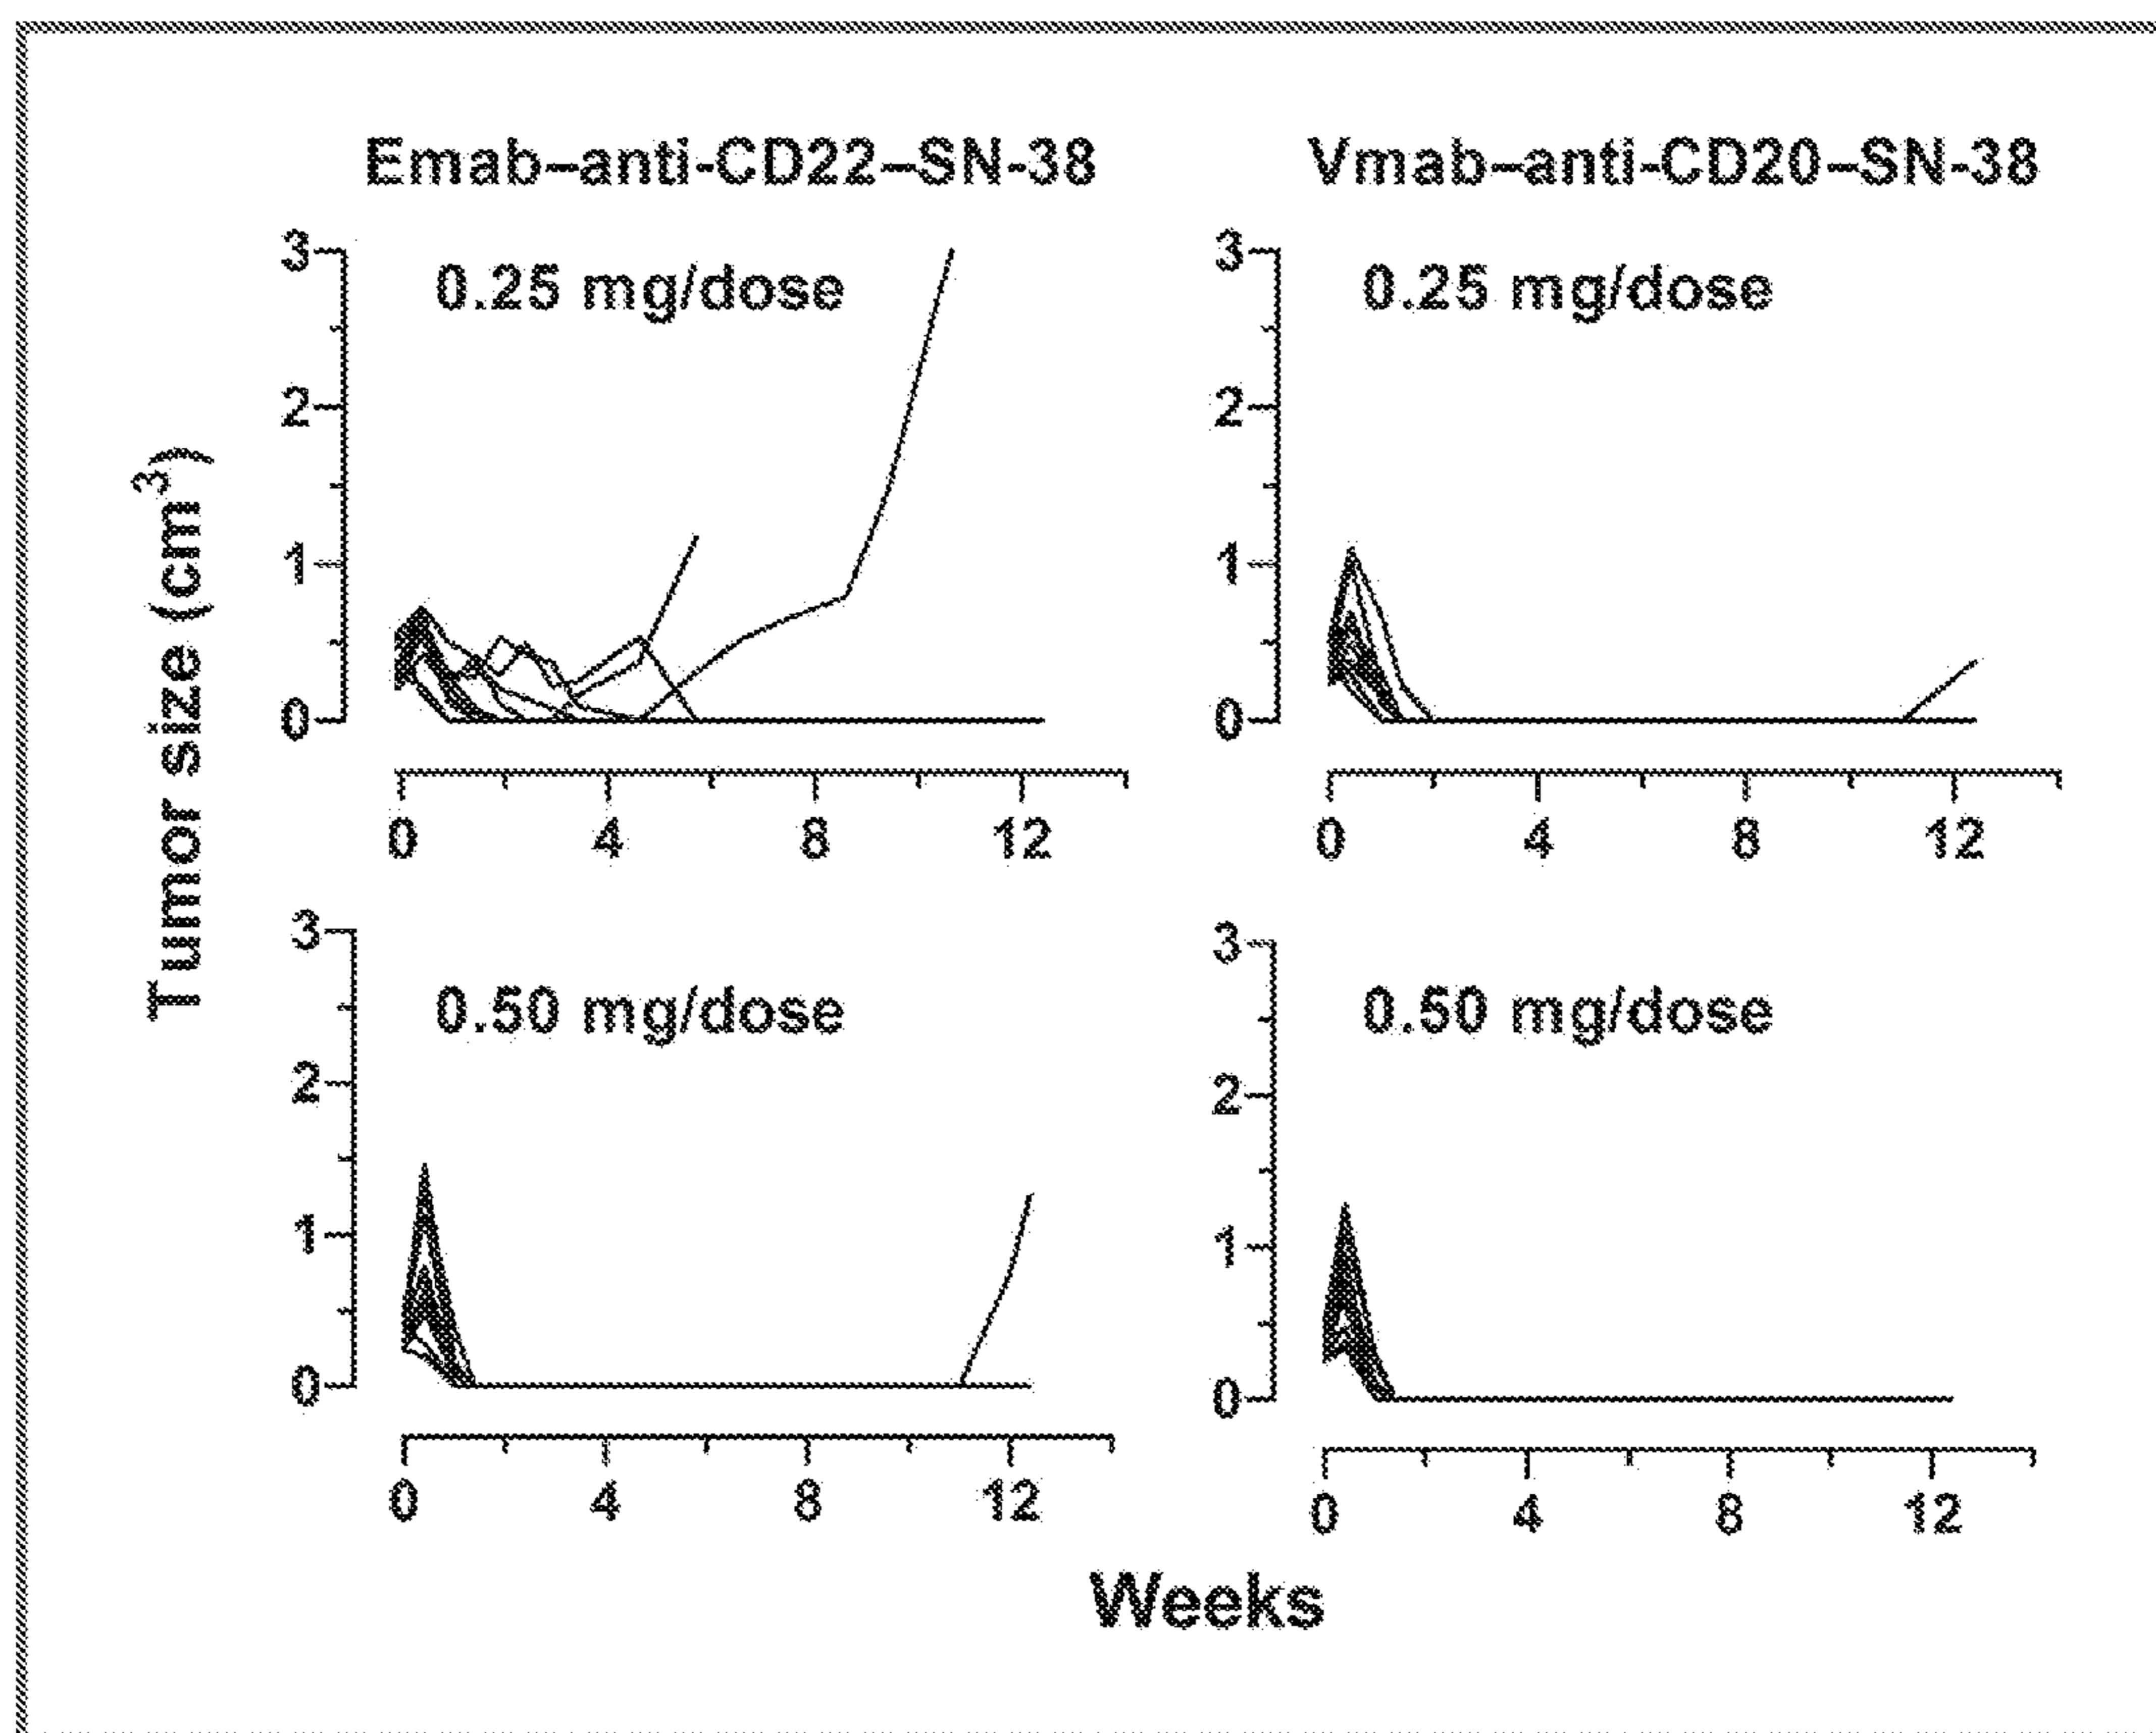 Emab–anti-CD22–SN-38
Vmab–anti-CD20–SN-38
Tumor size (cm³)
3
0.25 mg/dose
2
1
0
0 4 8 12
3
0.25 mg/dose
2
1
0
0 4 8 12
3
0.50 mg/dose
2
1
0
0 4 8 12
3
0.50 mg/dose
2
1
0
0 4 8 12
Weeks